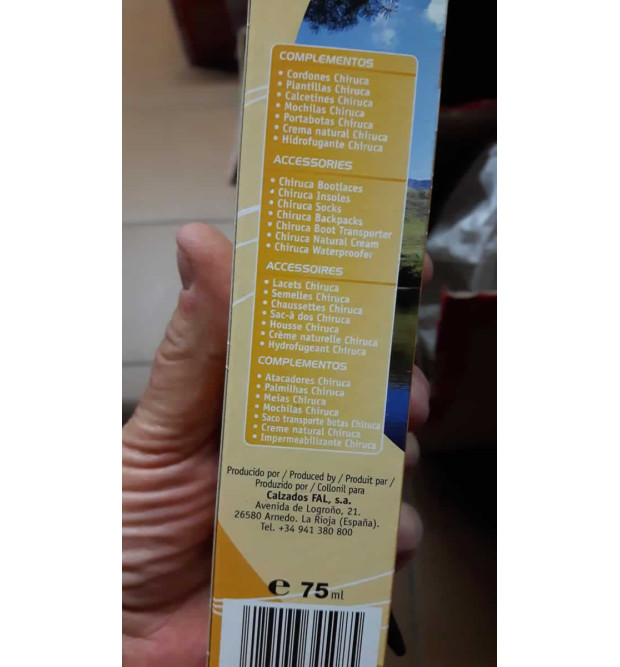 COMPLEMENTOS
• Cordones Chiruca
• Plantillas Chiruca
• Calcetines Chiruca
• Mochilas Chiruca
• Portabotas Chiruca
• Crema natural Chiruca
• Hidrofugante Chiruca
ACCESSORIES
• Chiruca Bootlaces
• Chiruca Insoles
• Chiruca Socks
• Chiruca Backpacks
• Chiruca Boot Transporter
• Chiruca Natural Cream
• Chiruca Waterproofer
ACCESSOIRES
• Lacets Chiruca
• Semelles Chiruca
• Chaussettes Chiruca
• Sac-à dos Chiruca
• Housse Chiruca
• Crème naturelle Chiruca
• Hydrofugeant Chiruca
COMPLEMENTOS
• Atacadores Chiruca
• Palmilhas Chiruca
• Meias Chiruca
• Mochilas Chiruca
• Saco transporte botas Chiruca
• Creme natural Chiruca
• Impermeabilizante Chiruca
Producido por / Produced by / Produit par /
Produzido por / Collonil para
Calzados FAL, s.a.
Avenida de Logroño, 21.
26580 Arnedo. La Rioja (España).
Tel. +34 941 380 800
℮ 75 ml